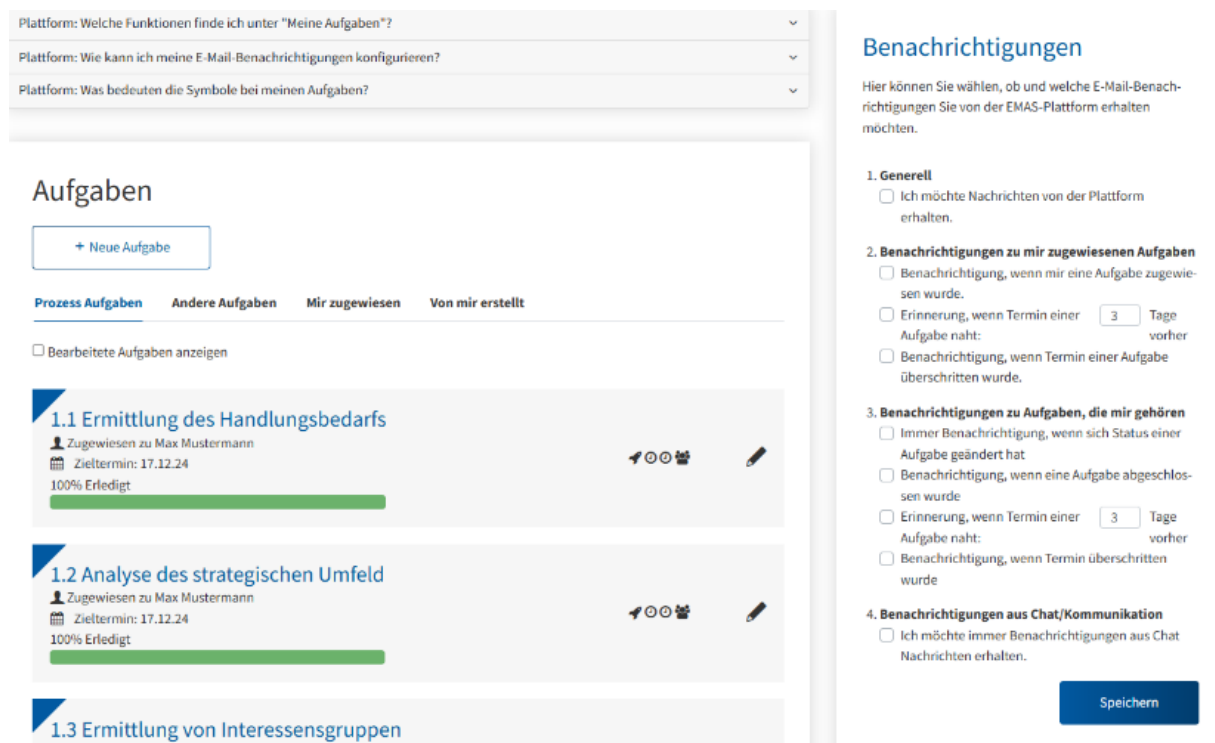 Plattform: Welche Funktionen finde ich unter "Meine Aufgaben"?
Plattform: Wie kann ich meine E-Mail-Benachrichtigungen konfigurieren?
Plattform: Was bedeuten die Symbole bei meinen Aufgaben?
Aufgaben
+ Neue Aufgabe
Prozess Aufgaben Andere Aufgaben Mir zugewiesen Von mir erstellt
Bearbeitete Aufgaben anzeigen
1.1 Ermittlung des Handlungsbedarfs
Zugewiesen zu Max Mustermann
Zieltermin: 17.12.24
100% Erledigt
1.2 Analyse des strategischen Umfeld
Zugewiesen zu Max Mustermann
Zieltermin: 17.12.24
100% Erledigt
1.3 Ermittlung von Interessensgruppen
Benachrichtigungen
Hier können Sie wählen, ob und welche E-Mail-Benach-
richtigungen Sie von der EMAS-Plattform erhalten
möchten.
1. Generell
Ich möchte Nachrichten von der Plattform
erhalten.
2. Benachrichtigungen zu mir zugewiesenen Aufgaben
Benachrichtigung, wenn mir eine Aufgabe zugewie-
sen wurde.
Erinnerung, wenn Termin einer 3 Tage
Aufgabe naht: vorher
Benachrichtigung, wenn Termin einer Aufgabe
überschritten wurde.
3. Benachrichtigungen zu Aufgaben, die mir gehören
Immer Benachrichtigung, wenn sich Status einer
Aufgabe geändert hat
Benachrichtigung, wenn eine Aufgabe abgeschlos-
sen wurde
Erinnerung, wenn Termin einer 3 Tage
Aufgabe naht: vorher
Benachrichtigung, wenn Termin überschritten
wurde
4. Benachrichtigungen aus Chat/Kommunikation
Ich möchte immer Benachrichtigungen aus Chat
Nachrichten erhalten.
Speichern